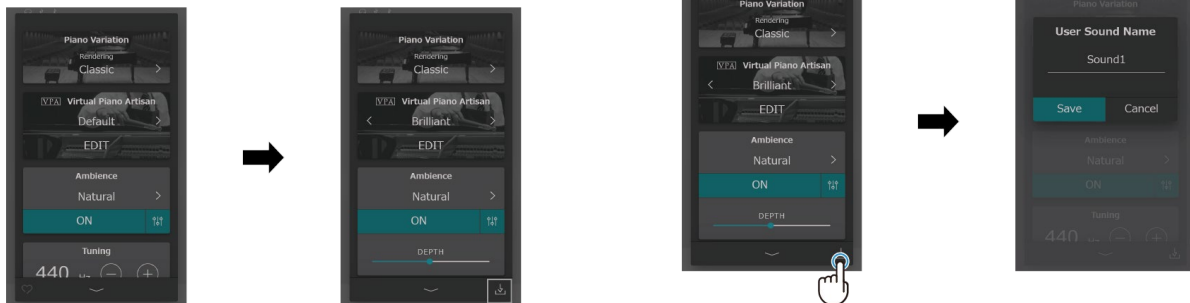 Piano Variation
Rendering
Classic
VPA Virtual Piano Artisan
Default
EDIT
Ambience
Natural
ON
Tuning
440 Hz
Piano Variation
Rendering
Classic
VPA Virtual Piano Artisan
Brilliant
EDIT
Ambience
Natural
ON
DEPTH
Piano Variation
Rendering
Classic
VPA Virtual Piano Artisan
Brilliant
EDIT
Ambience
Natural
ON
DEPTH
Piano Variation
User Sound Name
Sound1
Save Cancel
Ambience
Natural
ON
Tuning
440